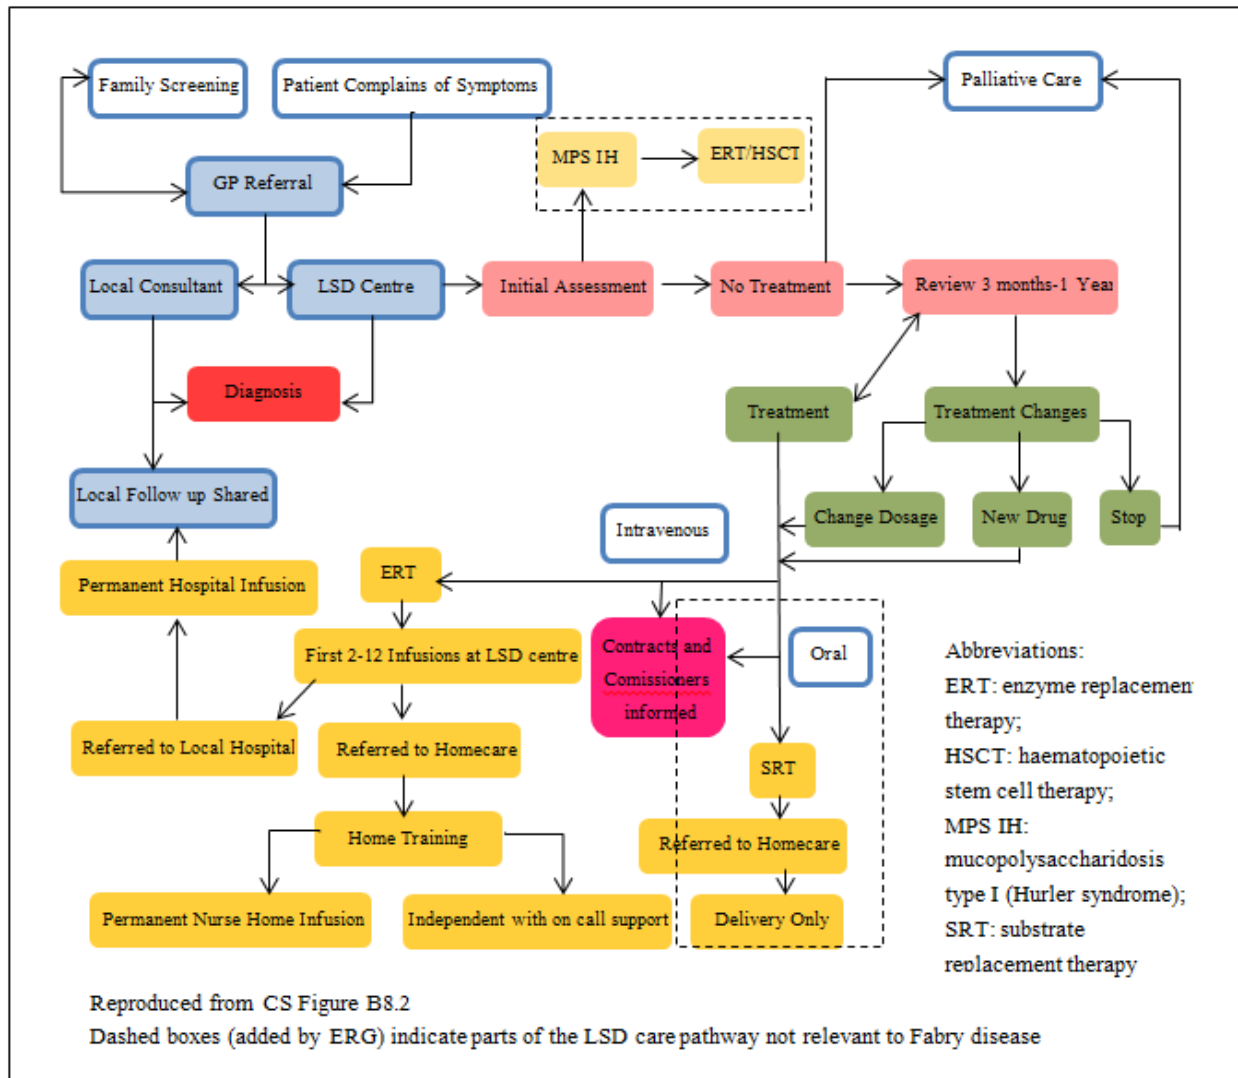 Family Screening
Patient Complains of Symptoms
Palliative Care
MPS IH
ERT/HSCT
GP Referral
Local Consultant
LSD Centre
Initial Assessment
No Treatment
Review 3 months-1 Year
Diagnosis
Treatment
Treatment Changes
Local Follow up Shared
Intravenous
Change Dosage
New Drug
Stop
ERT
Permanent Hospital Infusion
First 2-12 Infusions at LSD centre
Contracts and
Comissioners
informed
Oral
Referred to Local Hospital
Referred to Homecare
SRT
Home Training
Referred to Homecare
Permanent Nurse Home Infusion
Independent with on call support
Delivery Only
Abbreviations:
ERT: enzyme replacement
therapy;
HSCT: haematopoietic
stem cell therapy;
MPS IH:
mucopolysaccharidosis
type I (Hurler syndrome);
SRT: substrate
replacement therapy
Reproduced from CS Figure B8.2
Dashed boxes (added by ERG) indicate parts of the LSD care pathway not relevant to Fabry disease